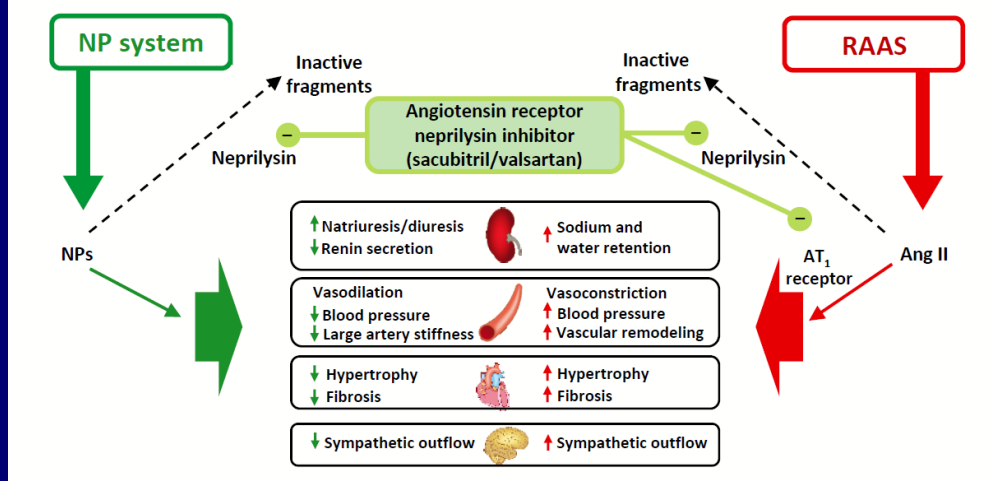 NP system
RAAS
Inactive
fragments
Inactive
fragments
Angiotensin receptor
neprilysin inhibitor
(sacubitril/valsartan)
−
Neprilysin
−
Neprilysin
−
NPs
AT1
receptor
Ang II
↑ Natriuresis/diuresis
↓ Renin secretion
↑ Sodium and
water retention
Vasodilation
↓ Blood pressure
↓ Large artery stiffness
Vasoconstriction
↑ Blood pressure
↑ Vascular remodeling
↓ Hypertrophy
↓ Fibrosis
↑ Hypertrophy
↑ Fibrosis
↓ Sympathetic outflow
↑ Sympathetic outflow